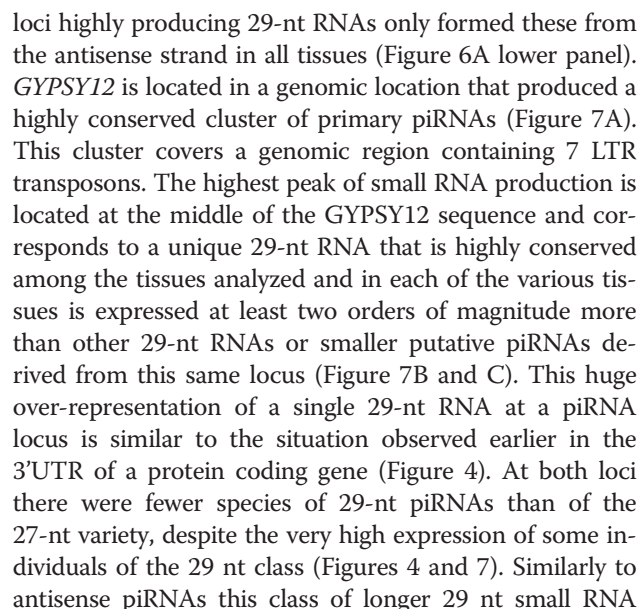 loci highly producing 29-nt RNAs only formed these from
the antisense strand in all tissues (Figure 6A lower panel).
GYPSY12 is located in a genomic location that produced a
highly conserved cluster of primary piRNAs (Figure 7A).
This cluster covers a genomic region containing 7 LTR
transposons. The highest peak of small RNA production is
located at the middle of the GYPSY12 sequence and cor-
responds to a unique 29-nt RNA that is highly conserved
among the tissues analyzed and in each of the various tis-
sues is expressed at least two orders of magnitude more
than other 29-nt RNAs or smaller putative piRNAs de-
rived from this same locus (Figure 7B and C). This huge
over-representation of a single 29-nt RNA at a piRNA
locus is similar to the situation observed earlier in the
3'UTR of a protein coding gene (Figure 4). At both loci
there were fewer species of 29-nt piRNAs than of the
27-nt variety, despite the very high expression of some in-
dividuals of the 29 nt class (Figures 4 and 7). Similarly to
antisense piRNAs this class of longer 29 nt small RNA